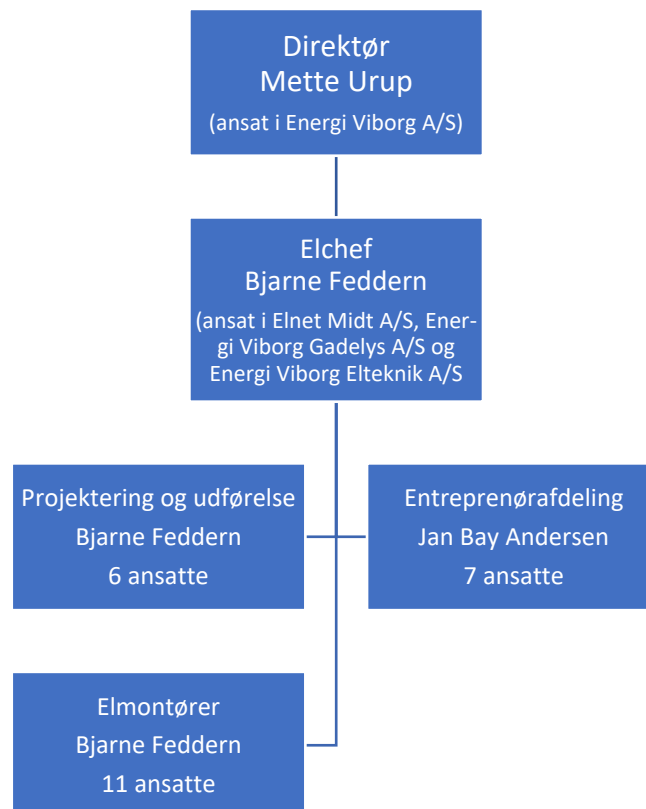 Direktør
Mette Urup
(ansat i Energi Viborg A/S)
Elchef
Bjarne Feddern
(ansat i Elnet Midt A/S, Ener-
gi Viborg Gadelys A/S og
Energi Viborg Elteknik A/S
Projektering og udførelse
Bjarne Feddern
6 ansatte
Entreprenørafdeling
Jan Bay Andersen
7 ansatte
Elmontører
Bjarne Feddern
11 ansatte